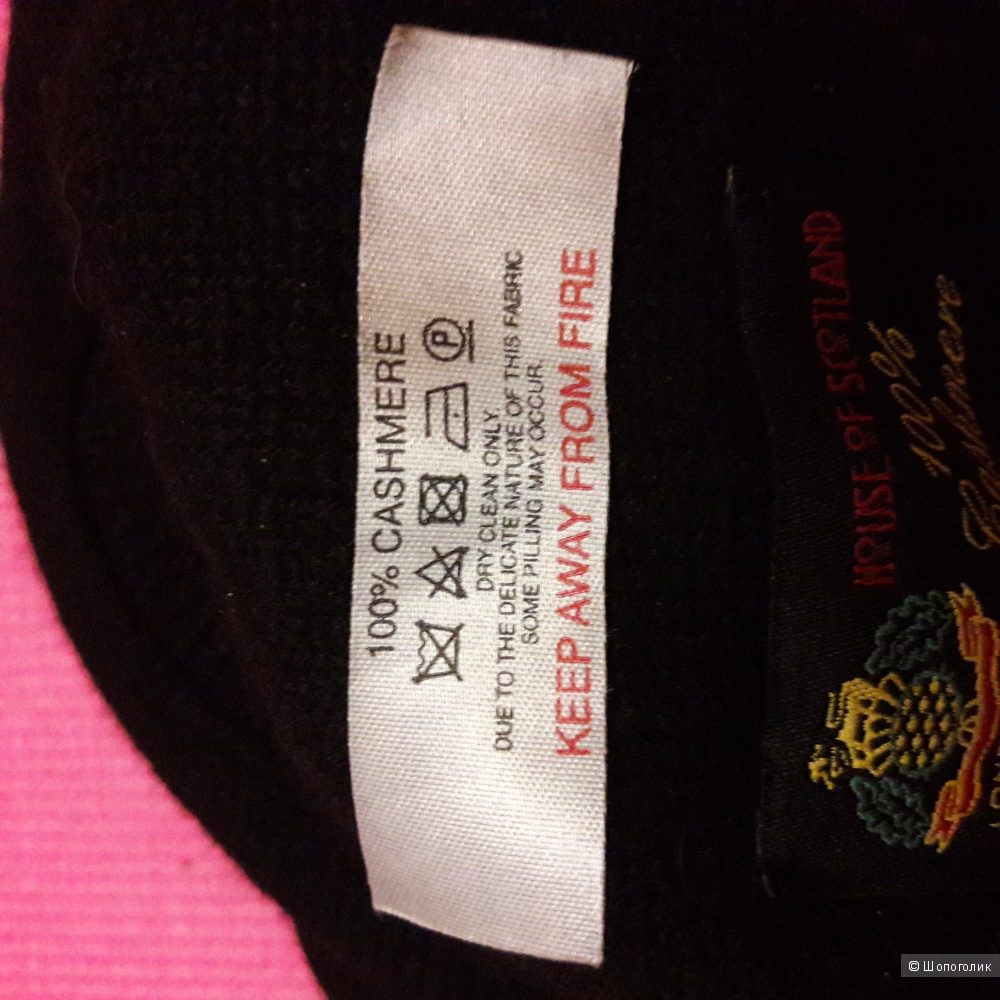 100% CASHMERE
P
DRY CLEAN ONLY
DUE TO THE DELICATE NATURE OF THIS FABRIC
SOME PILLING MAY OCCUR.
KEEP AWAY FROM FIRE
HOUSE OF SCOTLAND
100%
Cashmere
© Шопоголик